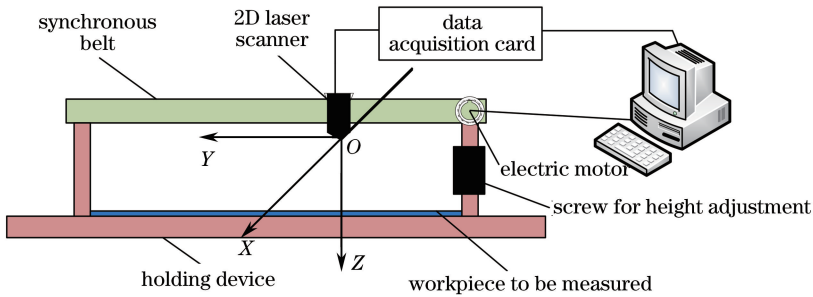 synchronous
belt
2D laser
scanner
data
acquisition card
O
Y
electric motor
screw for height adjustment
X
Z
holding device
workpiece to be measured